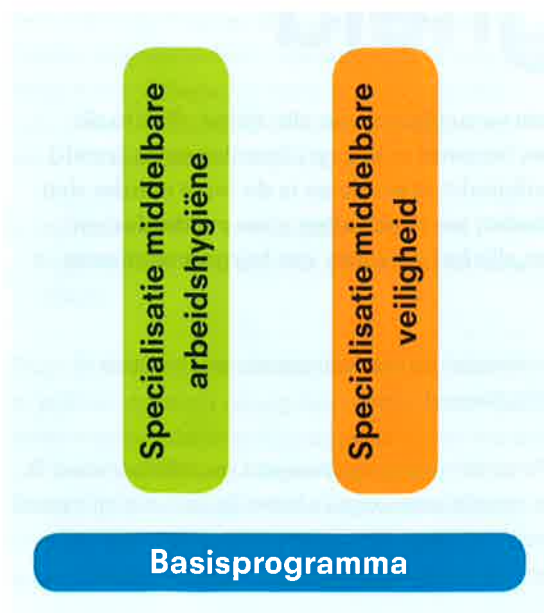 Specialisatie middelbare
arbeidshygiëne
Specialisatie middelbare
veiligheid
Basisprogramma